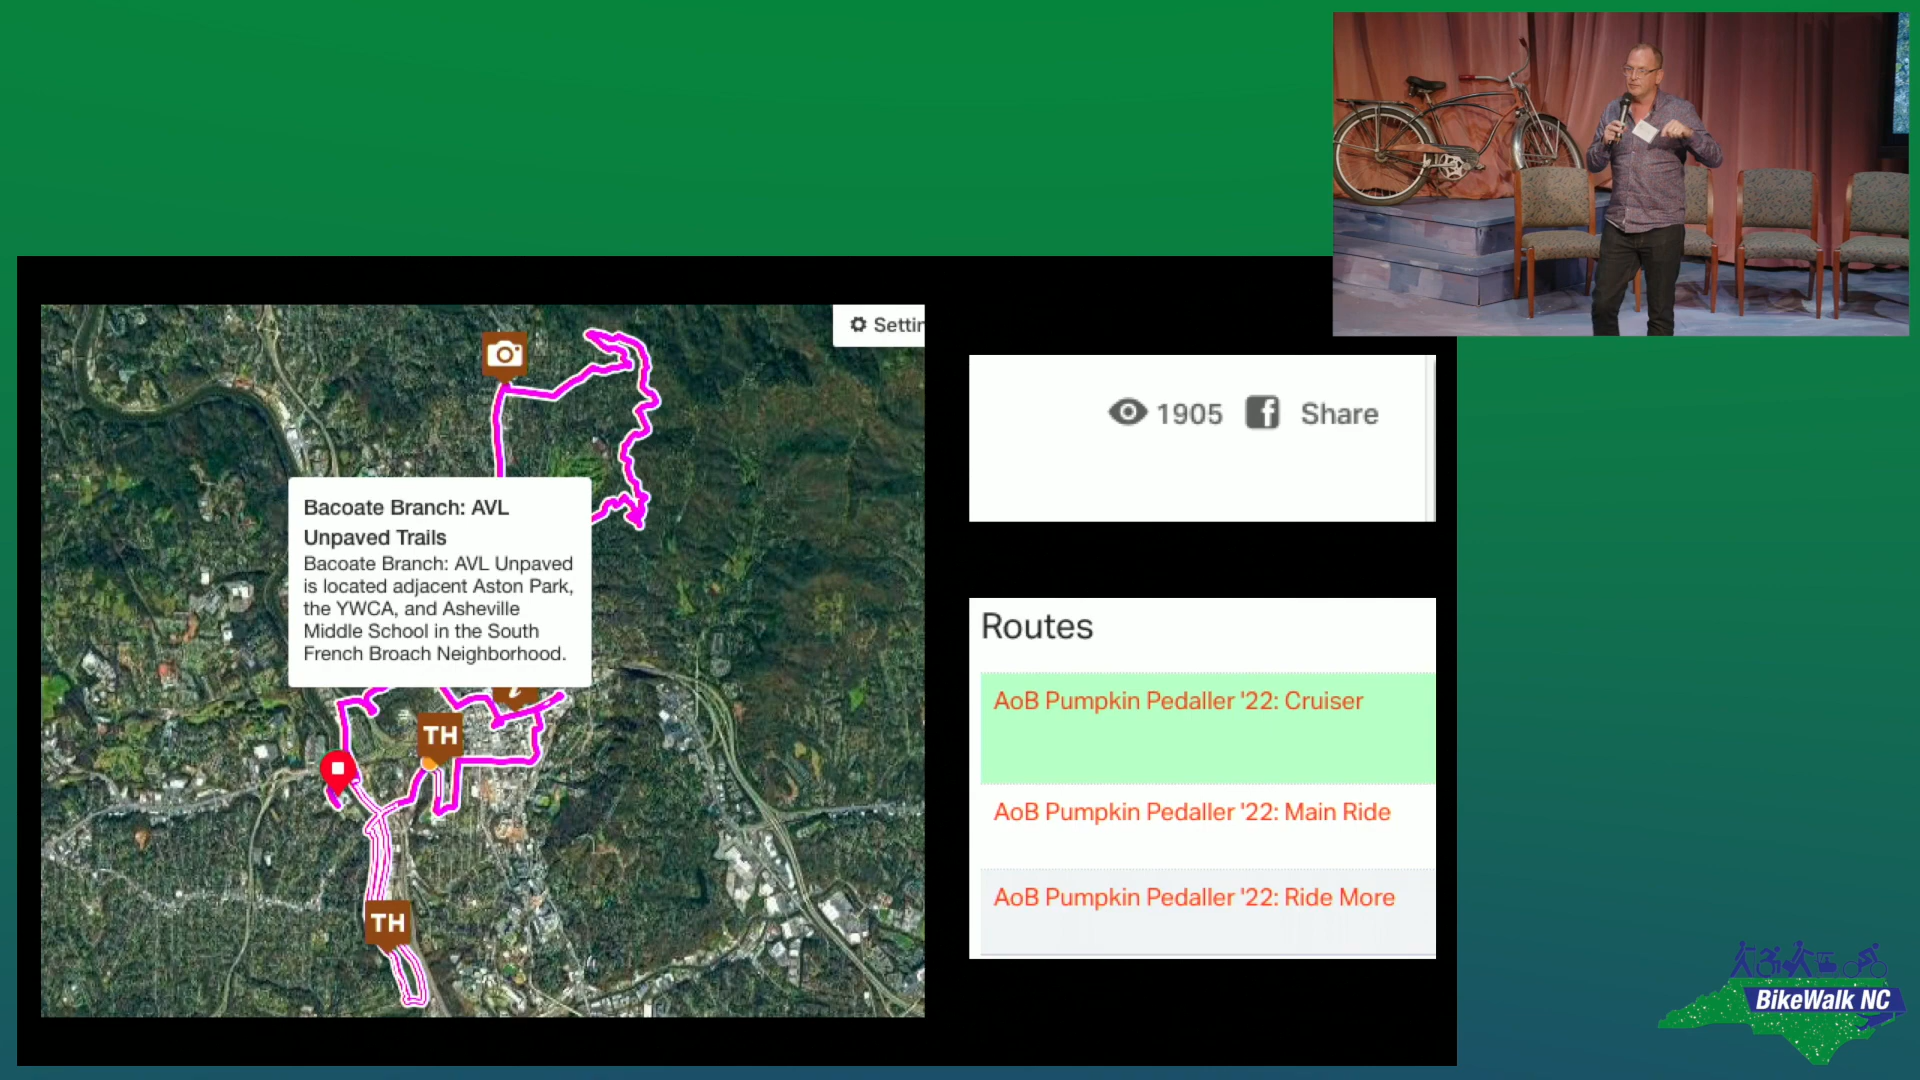 Settin
Bacoate Branch: AVL
Unpaved Trails
Bacoate Branch: AVL Unpaved
is located adjacent Aston Park,
the YWCA, and Asheville
Middle School in the South
French Broach Neighborhood.
i
TH
TH
1905 f Share
Routes
AoB Pumpkin Pedaller '22: Cruiser
AoB Pumpkin Pedaller '22: Main Ride
AoB Pumpkin Pedaller '22: Ride More
BikeWalk NC